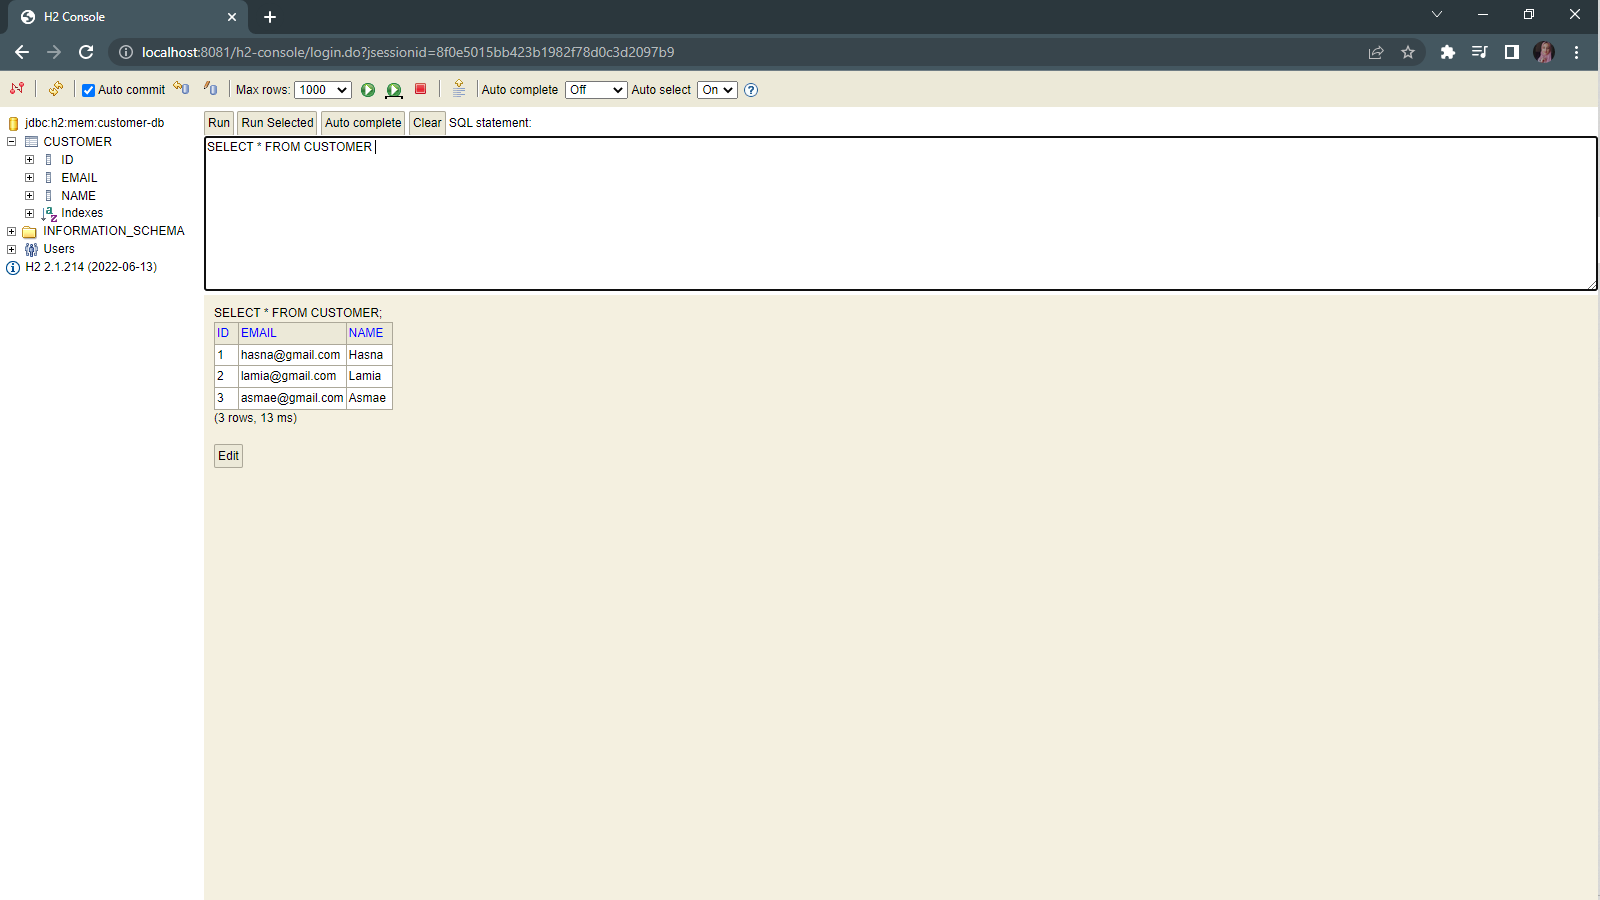 H2 Console
localhost:8081/h2-console/login.do?jsessionid=8f0e5015bb423b1982f78d0c3d2097b9
Auto commit Max rows: 1000 Auto complete Off Auto select On ?
jdbc:h2:mem:customer-db
CUSTOMER
ID
EMAIL
NAME
Indexes
INFORMATION_SCHEMA
Users
H2 2.1.214 (2022-06-13)
Run Run Selected Auto complete Clear SQL statement:
SELECT * FROM CUSTOMER
SELECT * FROM CUSTOMER;
ID EMAIL NAME
1 hasna@gmail.com Hasna
2 lamia@gmail.com Lamia
3 asmae@gmail.com Asmae
(3 rows, 13 ms)
Edit